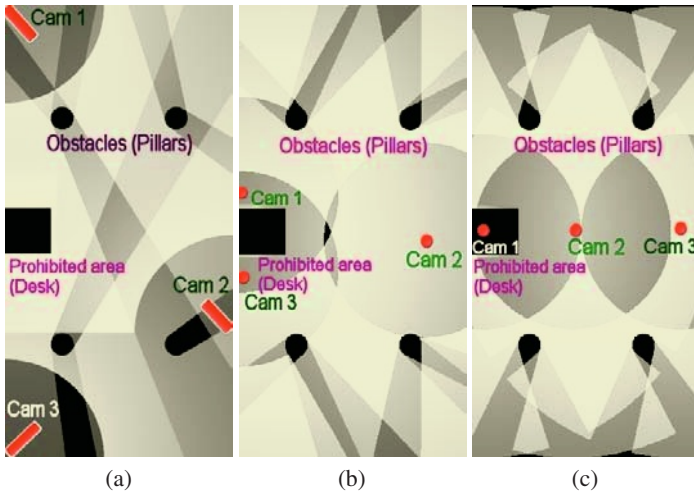 Cam 1
Obstacles (Pillars)
Prohibited area
(Desk)
Cam 2
Cam 3
(a)
Obstacles (Pillars)
Cam 1
Cam 2
Prohibited area
(Desk)
Cam 3
(b)
Obstacles (Pillars)
Cam 1
Cam 2
Cam 3
Prohibited area
(Desk)
(c)